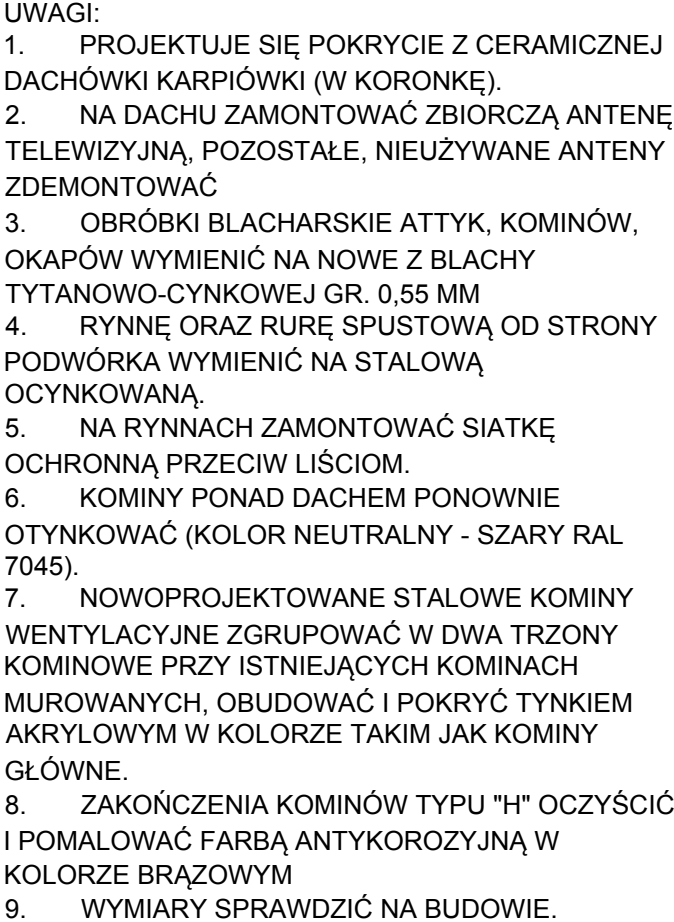 UWAGI:
1. PROJEKTUJE SIĘ POKRYCIE Z CERAMICZNEJ
DACHÓWKI KARPIÓWKI (W KORONKĘ).
2. NA DACHU ZAMONTOWAĆ ZBIORCZĄ ANTENĘ
TELEWIZYJNĄ, POZOSTAŁE, NIEUŻYWANE ANTENY
ZDEMONTOWAĆ
3. OBRÓBKI BLACHARSKIE ATTYK, KOMINÓW,
OKAPÓW WYMIENIĆ NA NOWE Z BLACHY
TYTANOWO-CYNKOWEJ GR. 0,55 MM
4. RYNNĘ ORAZ RURĘ SPUSTOWĄ OD STRONY
PODWÓRKA WYMIENIĆ NA STALOWĄ
OCYNKOWANĄ.
5. NA RYNNACH ZAMONTOWAĆ SIATKĘ
OCHRONNĄ PRZECIW LIŚCIOM.
6. KOMINY PONAD DACHEM PONOWNIE
OTYNKOWAĆ (KOLOR NEUTRALNY - SZARY RAL
7045).
7. NOWOPROJEKTOWANE STALOWE KOMINY
WENTYLACYJNE ZGRUPOWAĆ W DWA TRZONY
KOMINOWE PRZY ISTNIEJĄCYCH KOMINACH
MUROWANYCH, OBUDOWAĆ I POKRYĆ TYNKIEM
AKRYLOWYM W KOLORZE TAKIM JAK KOMINY
GŁÓWNE.
8. ZAKOŃCZENIA KOMINÓW TYPU "H" OCZYŚCIĆ
I POMALOWAĆ FARBĄ ANTYKOROZYJNĄ W
KOLORZE BRĄZOWYM
9. WYMIARY SPRAWDZIĆ NA BUDOWIE.